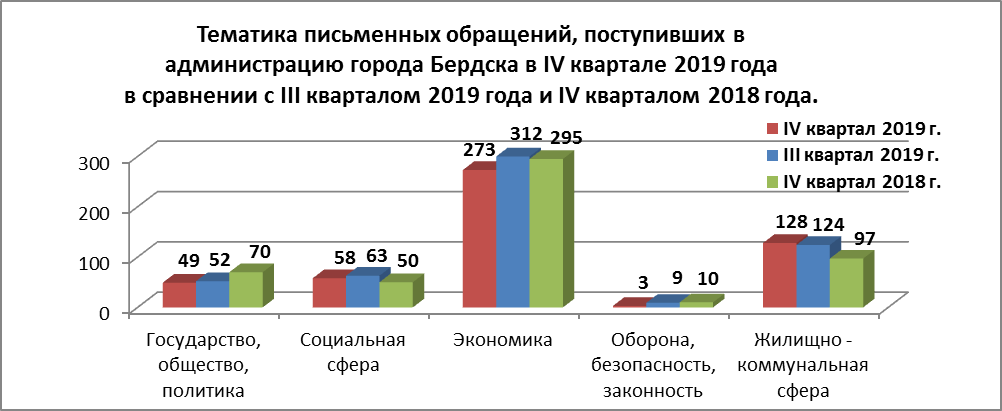 Тематика письменных обращений, поступивших в
администрацию города Бердска в IV квартале 2019 года
в сравнении с III кварталом 2019 года и IV кварталом 2018 года.
IV квартал 2019 г.
III квартал 2019 г.
IV квартал 2018 г.
300
200
100
0
49 52 70
58 63 50
273 312 295
3 9 10
128 124 97
Государство,
общество,
политика
Социальная
сфера
Экономика
Оборона,
безопасность,
законность
Жилищно -
коммунальная
сфера